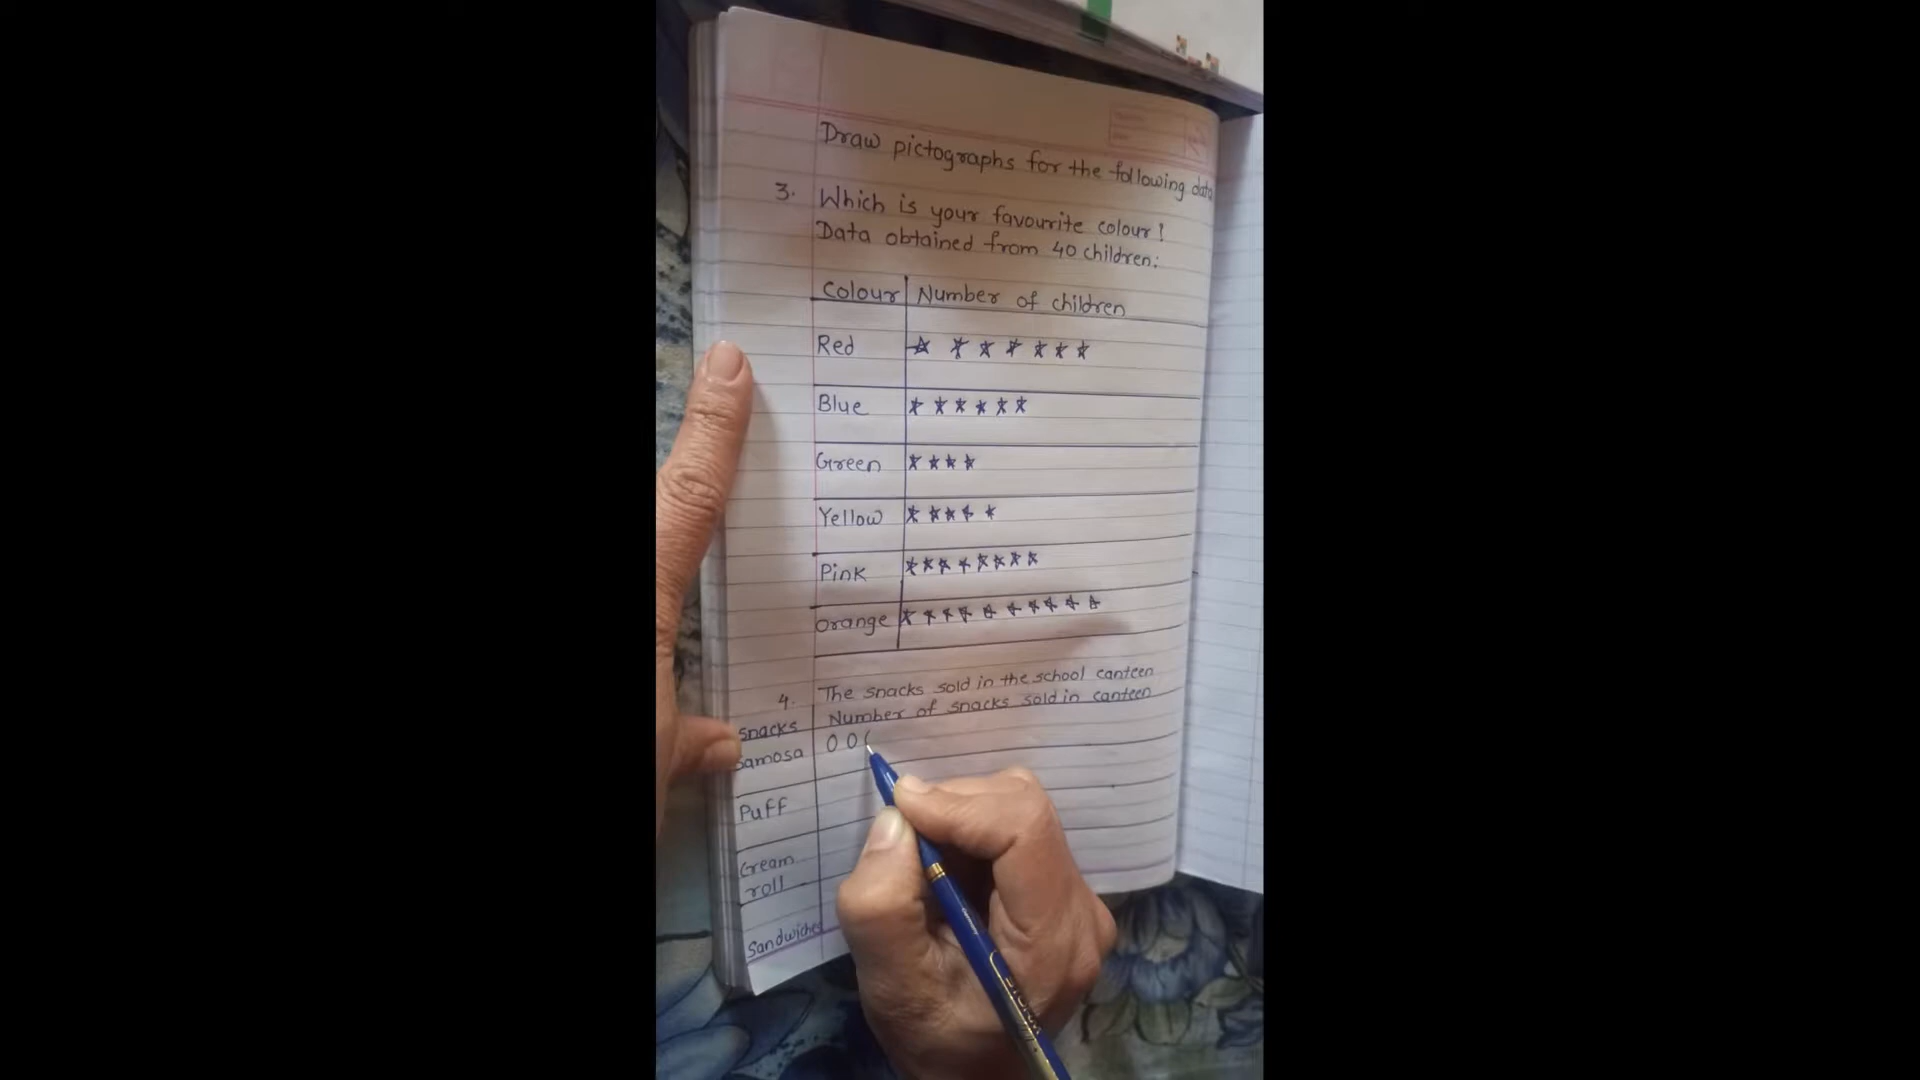 Draw pictographs for the following data
3. Which is your favourite colour!
Data obtained from 40 children:
Colour Number of children
Red ☆ ☆ ☆ ☆ ☆ ☆ ☆
Blue ☆ ☆ ☆ ☆ ☆ ☆
Green ☆ ☆ ☆ ☆
Yellow ☆ ☆ ☆ ☆ ☆
Pink ☆ ☆ ☆ ☆ ☆ ☆ ☆ ☆
Orange ☆ ☆ ☆ ☆ ☆ ☆ ☆ ☆ ☆ ☆
4. The snacks sold in the school canteen
Snacks Number of snacks sold in canteen
Samosa 0 0 (
Puff
Cream
roll
Sandwiches